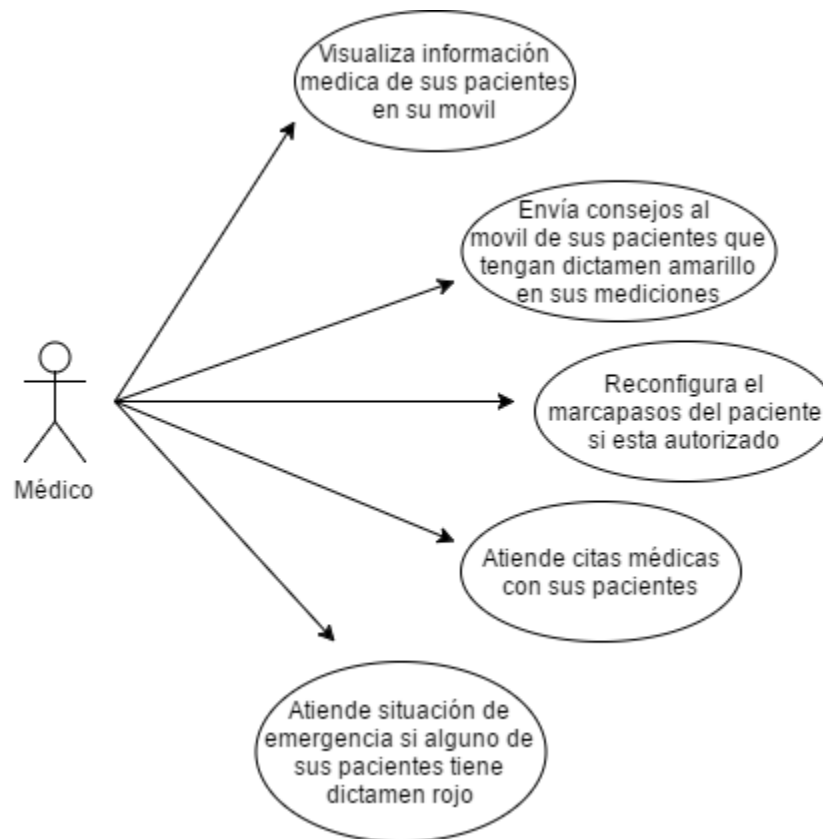 Visualiza información
medica de sus pacientes
en su movil
Envía consejos al
movil de sus pacientes que
tengan dictamen amarillo
en sus mediciones
Reconfigura el
marcapasos del paciente
si esta autorizado
Médico
Atiende citas médicas
con sus pacientes
Atiende situación de
emergencia si alguno de
sus pacientes tiene
dictamen rojo